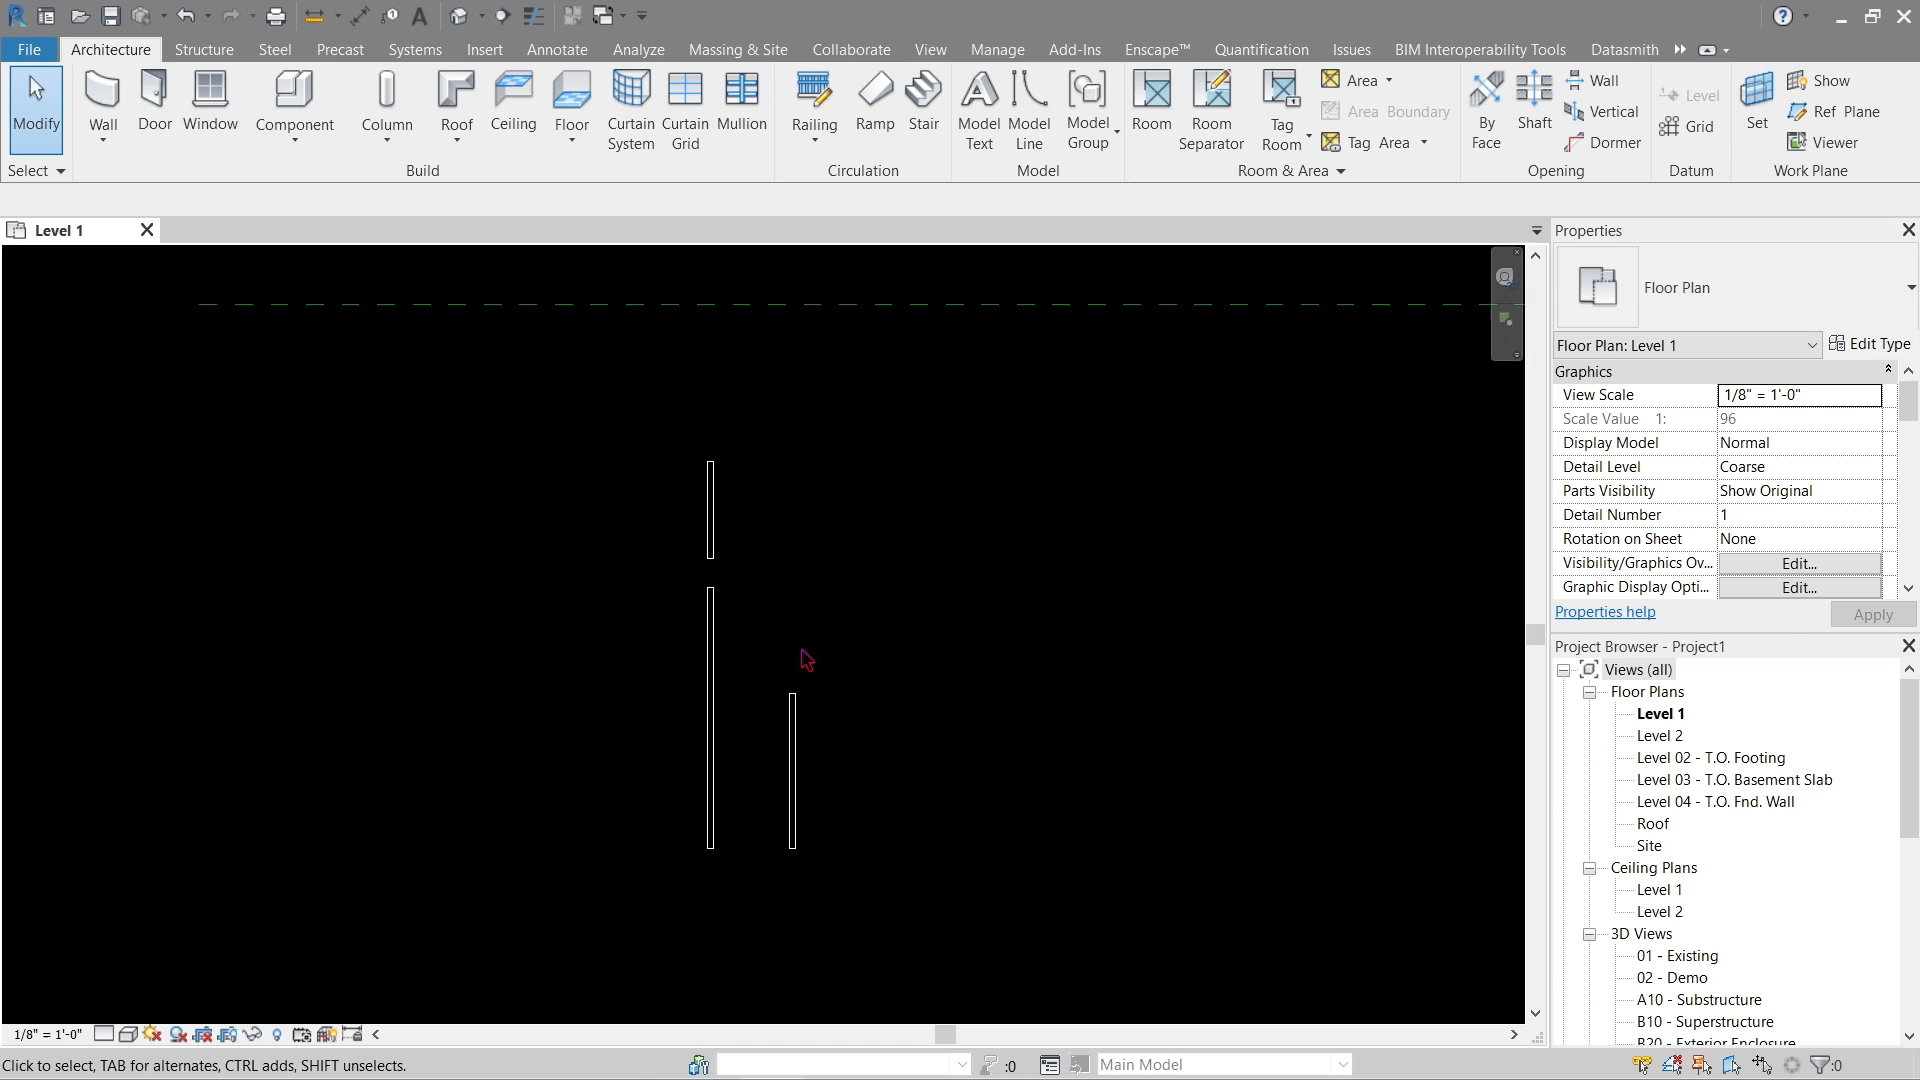 File Architecture Structure Steel Precast Systems Insert Annotate Analyze Massing & Site Collaborate View Manage Add-Ins Enscape™ Quantification Issues BIM Interoperability Tools Datasmith
Modify Wall Door Window Component Column Roof Ceiling Floor Curtain System Curtain Grid Mullion Railing Ramp Stair Model Text Model Line Model Group Room Room Separator Tag Room
Area
Area Boundary
Tag Area
By Face Shaft
Wall
Vertical
Dormer
Level
Grid
Set
Show
Ref Plane
Viewer
Select Build Circulation Model Room & Area Opening Datum Work Plane
Level 1
Properties
Floor Plan
Floor Plan: Level 1 Edit Type
Graphics
View Scale 1/8" = 1'-0"
Scale Value 1: 96
Display Model Normal
Detail Level Coarse
Parts Visibility Show Original
Detail Number 1
Rotation on Sheet None
Visibility/Graphics Ov... Edit...
Graphic Display Opti... Edit...
Properties help Apply
Project Browser - Project1
Views (all)
Floor Plans
Level 1
Level 2
Level 02 - T.O. Footing
Level 03 - T.O. Basement Slab
Level 04 - T.O. Fnd. Wall
Roof
Site
Ceiling Plans
Level 1
Level 2
3D Views
01 - Existing
02 - Demo
A10 - Substructure
B10 - Superstructure
B20 - Exterior Enclosure
1/8" = 1'-0"
Click to select, TAB for alternates, CTRL adds, SHIFT unselects. :0 Main Model :0